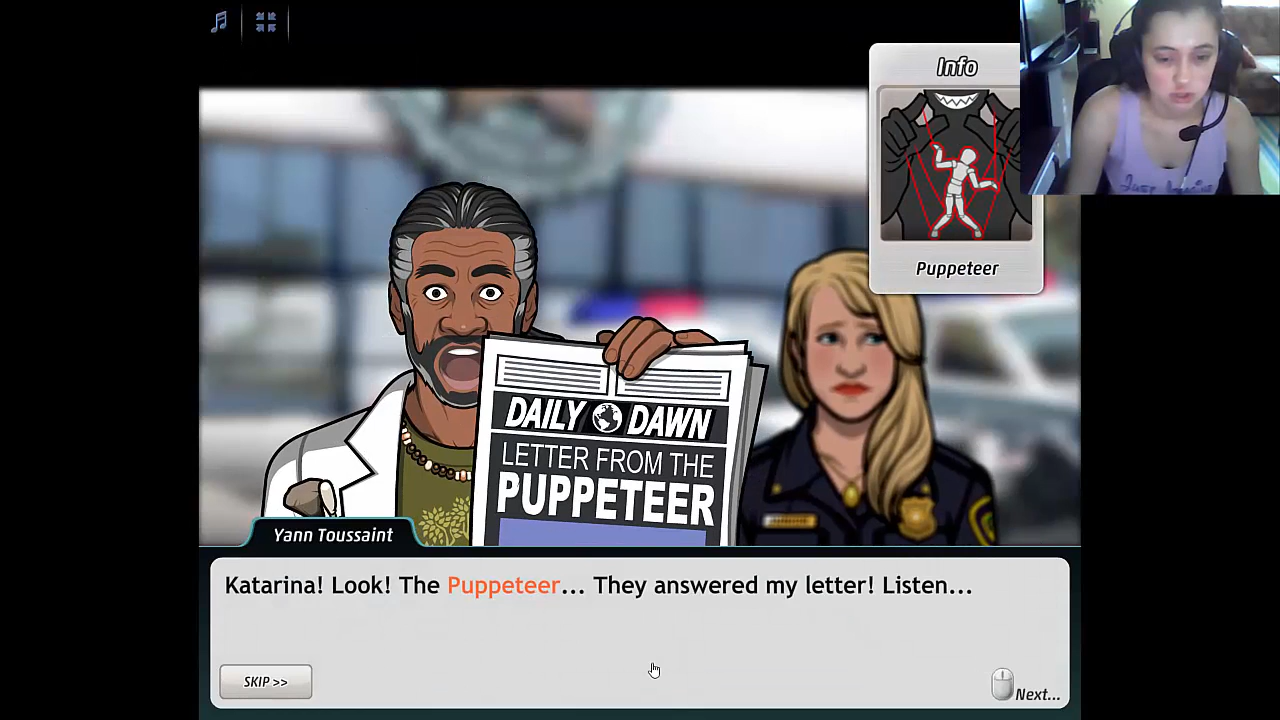 Info
Puppeteer
DAILY DAWN
LETTER FROM THE
PUPPETEER
Yann Toussaint
Katarina! Look! The Puppeteer... They answered my letter! Listen...
SKIP >>
Next...